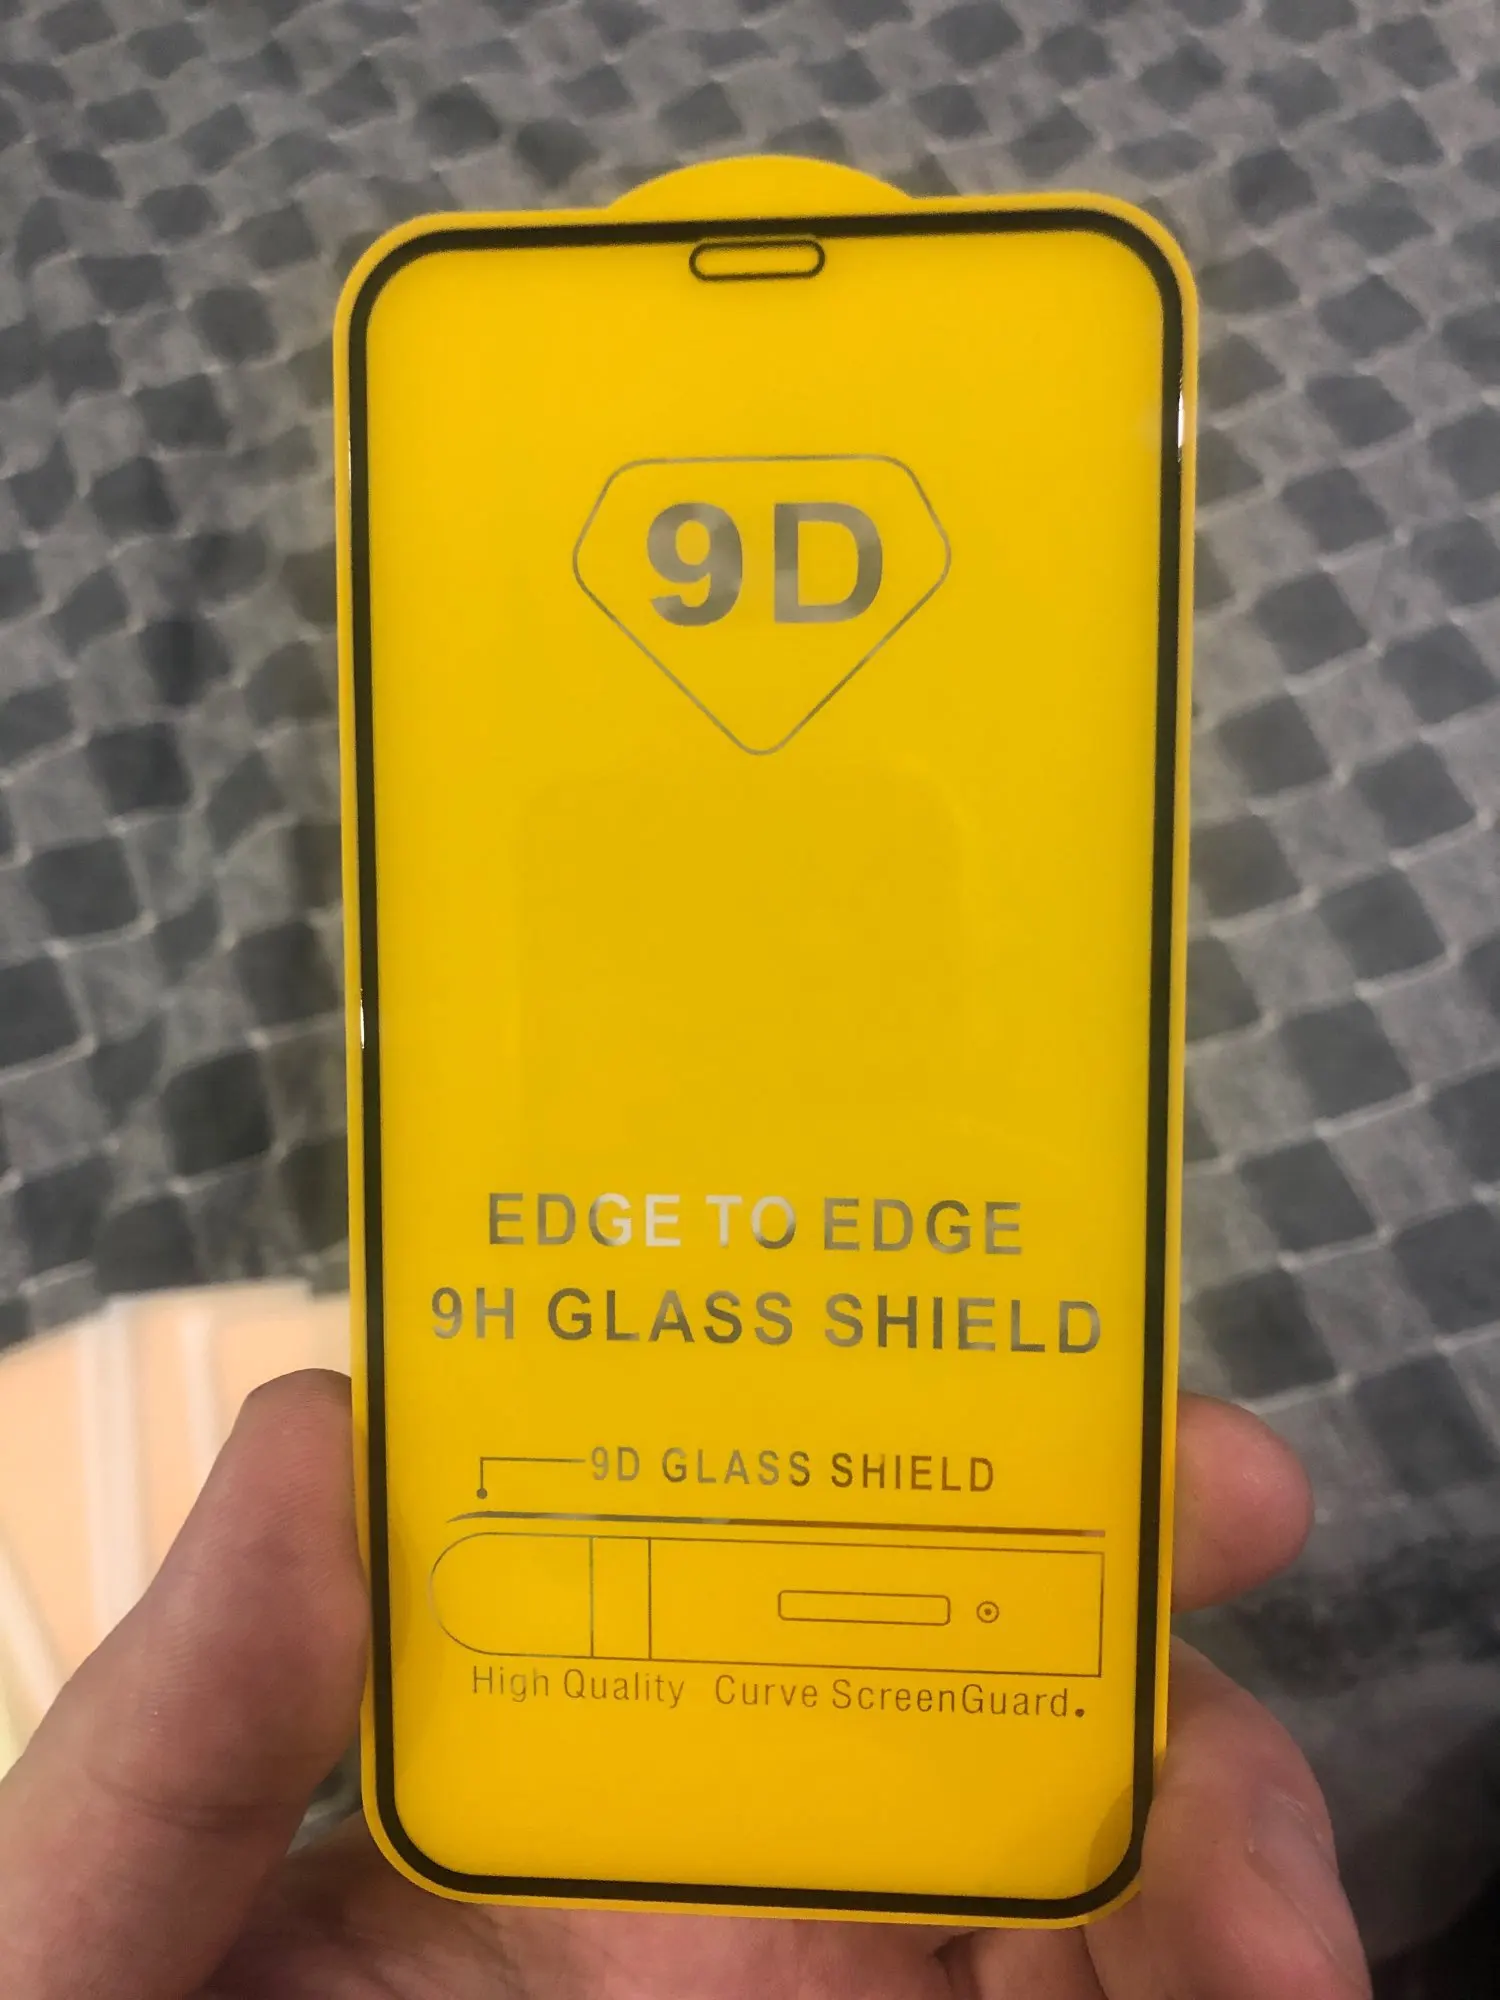 9D
EDGE TO EDGE
9H GLASS SHIELD
9D GLASS SHIELD
High Quality Curve ScreenGuard.